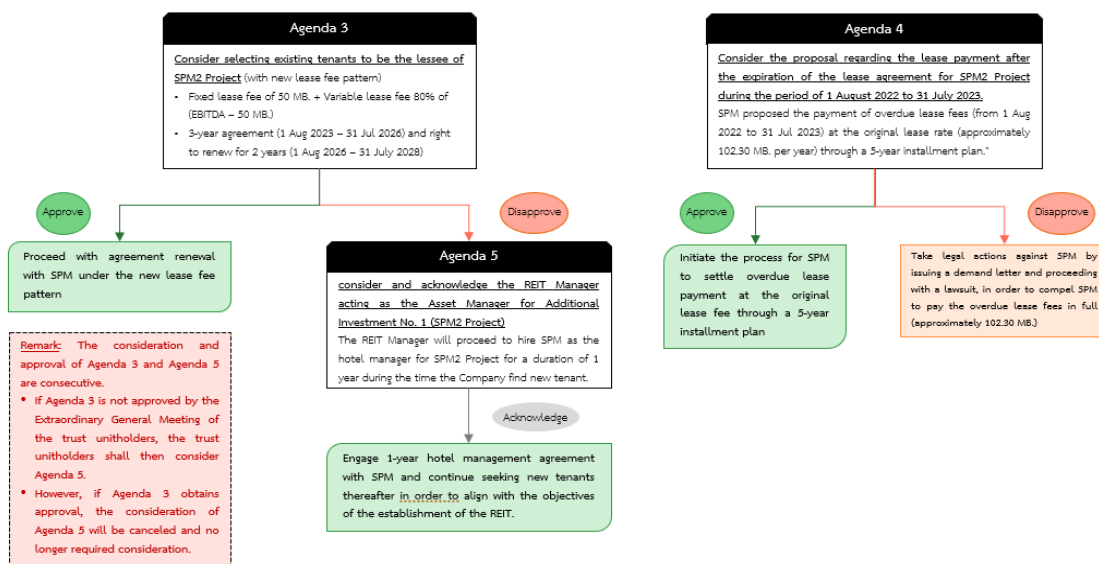 Agenda 3
Consider selecting existing tenants to be the lessee of
SPM2 Project (with new lease fee pattern)
• Fixed lease fee of 50 MB. + Variable lease fee 80% of
(EBITDA – 50 MB.)
• 3-year agreement (1 Aug 2023 – 31 Jul 2026) and right
to renew for 2 years (1 Aug 2026 – 31 July 2028)
Approve
Disapprove
Proceed with agreement renewal
with SPM under the new lease fee
pattern
Agenda 5
consider and acknowledge the REIT Manager
acting as the Asset Manager for Additional
Investment No. 1 (SPM2 Project)
The REIT Manager will proceed to hire SPM as the
hotel manager for SPM2 Project for a duration of 1
year during the time the Company find new tenant.
Acknowledge
Engage 1-year hotel management agreement
with SPM and continue seeking new tenants
thereafter in order to align with the objectives
of the establishment of the REIT.
Remark: The consideration and
approval of Agenda 3 and Agenda 5
are consecutive.
• If Agenda 3 is not approved by the
Extraordinary General Meeting of
the trust unitholders, the trust
unitholders shall then consider
Agenda 5.
• However, if Agenda 3 obtains
approval, the consideration of
Agenda 5 will be canceled and no
longer required consideration.
Agenda 4
Consider the proposal regarding the lease payment after
the expiration of the lease agreement for SPM2 Project
during the period of 1 August 2022 to 31 July 2023.
SPM proposed the payment of overdue lease fees (from 1 Aug
2022 to 31 Jul 2023) at the original lease rate (approximately
102.30 MB. per year) through a 5-year installment plan."
Approve
Disapprove
Initiate the process for SPM
to settle overdue lease
payment at the original
lease fee through a 5-year
installment plan
Take legal actions against SPM by
issuing a demand letter and proceeding
with a lawsuit, in order to compel SPM
to pay the overdue lease fees in full
(approximately 102.30 MB.)